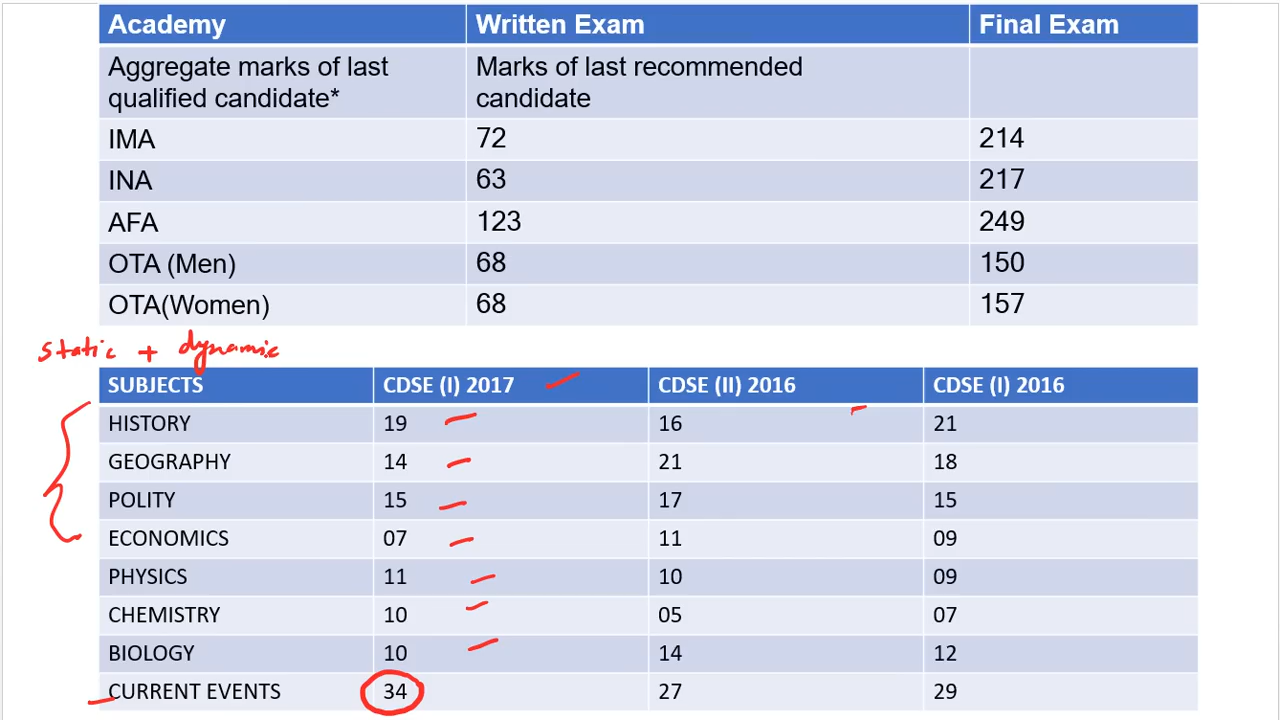 Academy Written Exam Final Exam
Aggregate marks of last Marks of last recommended
qualified candidate* candidate
IMA 72 214
INA 63 217
AFA 123 249
OTA (Men) 68 150
OTA(Women) 68 157
static + dynamic
SUBJECTS CDSE (I) 2017 CDSE (II) 2016 CDSE (I) 2016
HISTORY 19 16 21
GEOGRAPHY 14 21 18
POLITY 15 17 15
ECONOMICS 07 11 09
PHYSICS 11 10 09
CHEMISTRY 10 05 07
BIOLOGY 10 14 12
CURRENT EVENTS 34 27 29